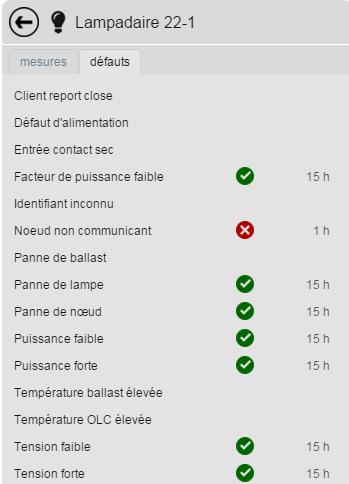 Lampadaire 22-1
mesures défauts
Client report close
Défaut d'alimentation
Entrée contact sec
Facteur de puissance faible 15 h
Identifiant inconnu
Noeud non communicant 1 h
Panne de ballast
Panne de lampe 15 h
Panne de nœud 15 h
Puissance faible 15 h
Puissance forte 15 h
Température ballast élevée
Température OLC élevée
Tension faible 15 h
Tension forte 15 h